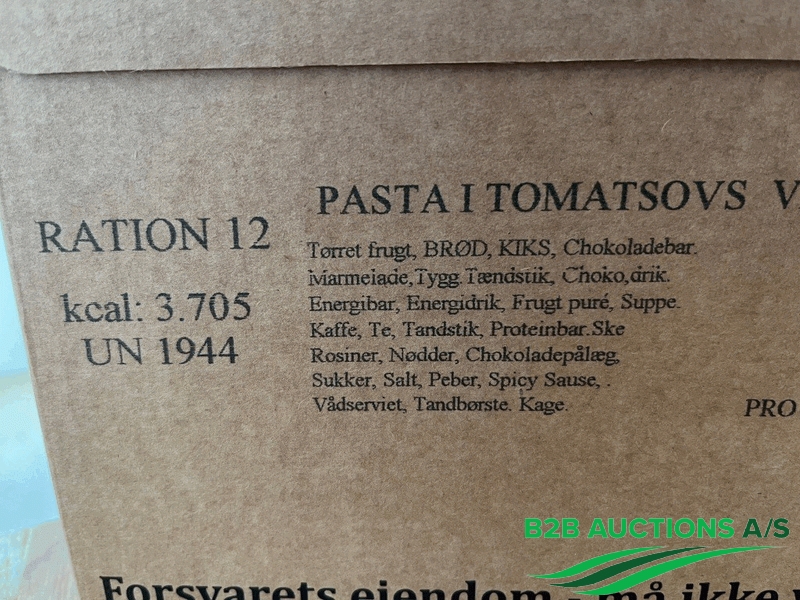 PASTA I TOMATSOVS V
RATION 12
kcal: 3.705
UN 1944
Tørret frugt, BRØD, KIKS, Chokoladebar.
Marmelade,Tygg.Tændstik, Choko,drik.
Energibar, Energidrik, Frugt puré, Suppe.
Kaffe, Te, Tandstik, Proteinbar.Ske
Rosiner, Nødder, Chokoladepålæg,
Sukker, Salt, Peber, Spicy Sause, .
Vådserviet, Tandbørste. Kage.
PRO
B2B AUCTIONS A/S
Forsvarets ejendom - må ikke